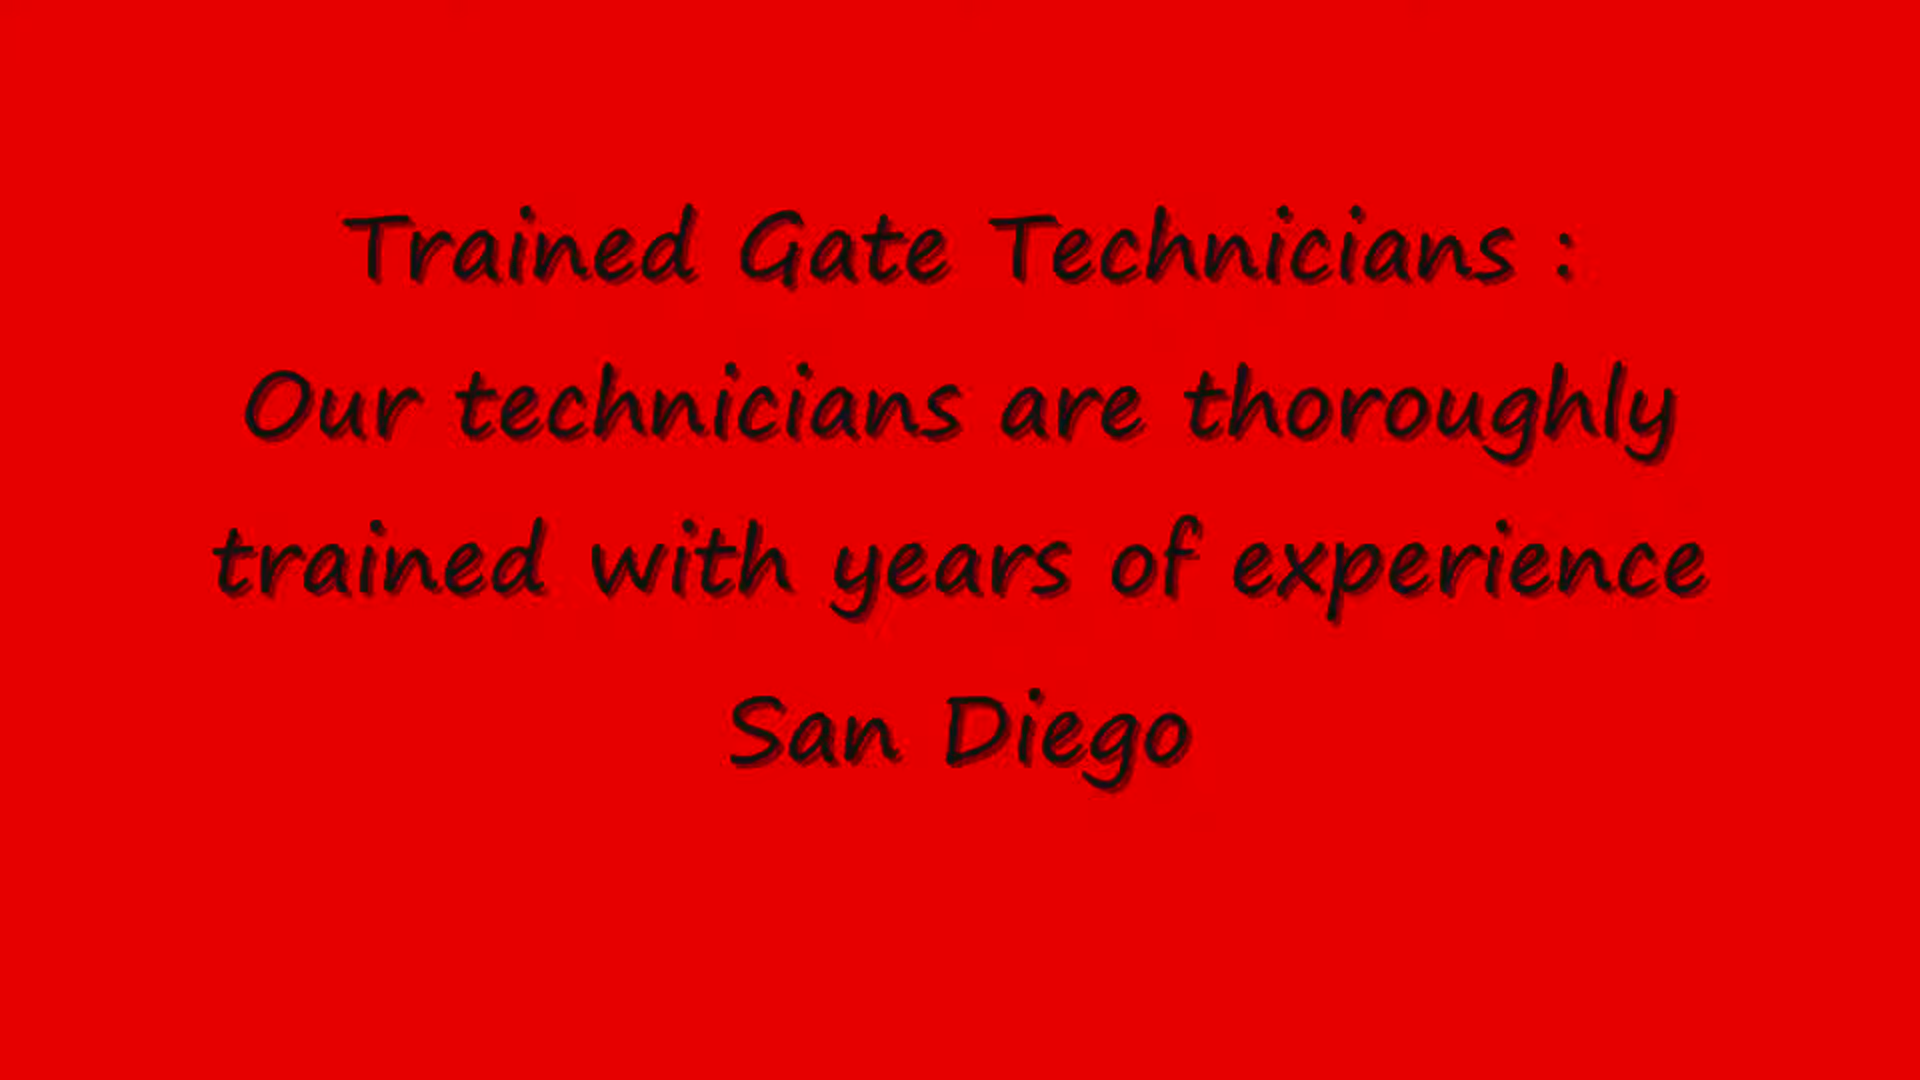 Trained Gate Technicians :
Our technicians are thoroughly
trained with years of experience
San Diego